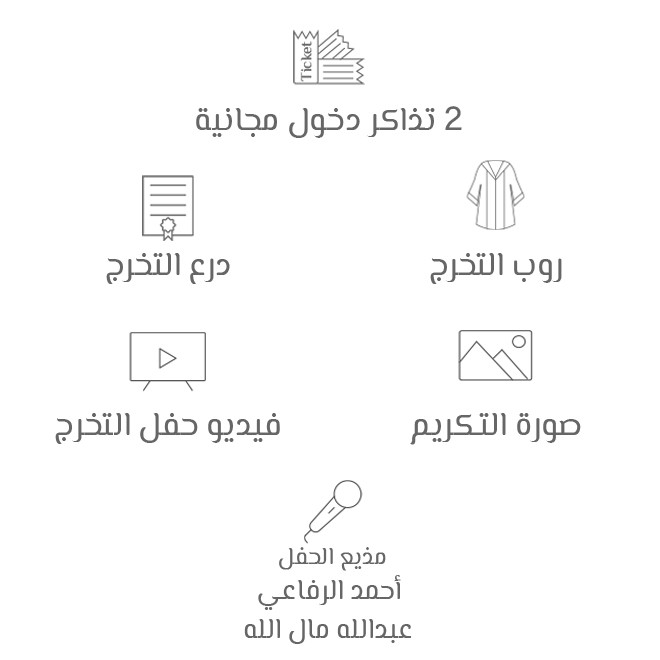 Ticket
2 تذاكر دخول مجانية
روب التخرج
درع التخرج
صورة التكريم
فيديو حفل التخرج
مذيع الحفل
أحمد الرفاعي
عبدالله مال الله